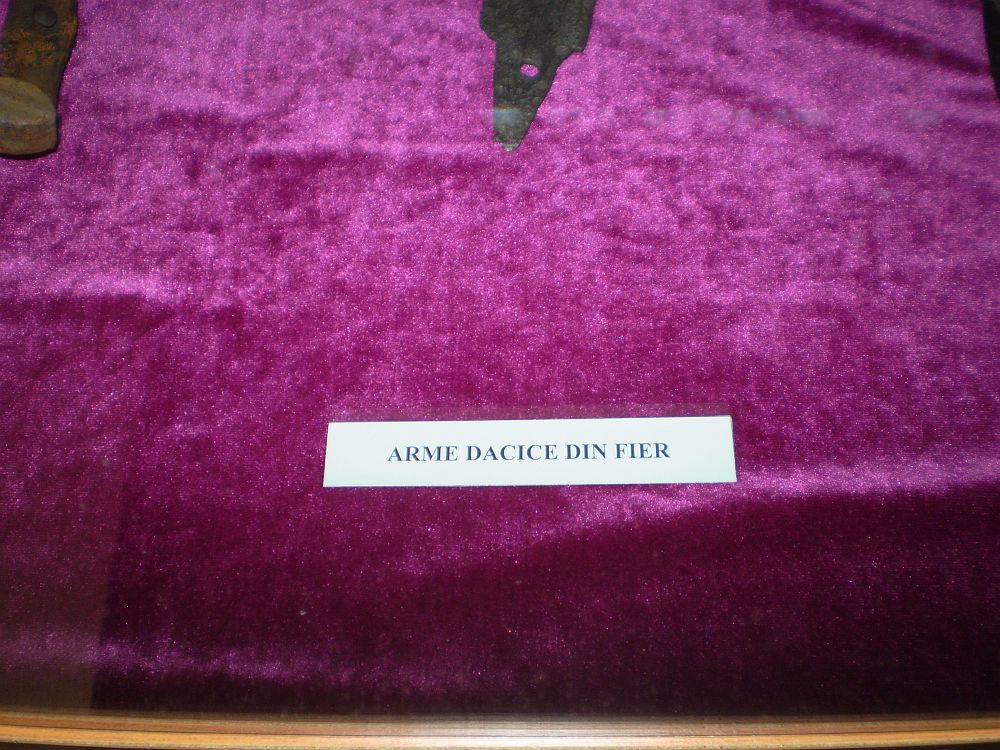 ARME DACICE DIN FIER